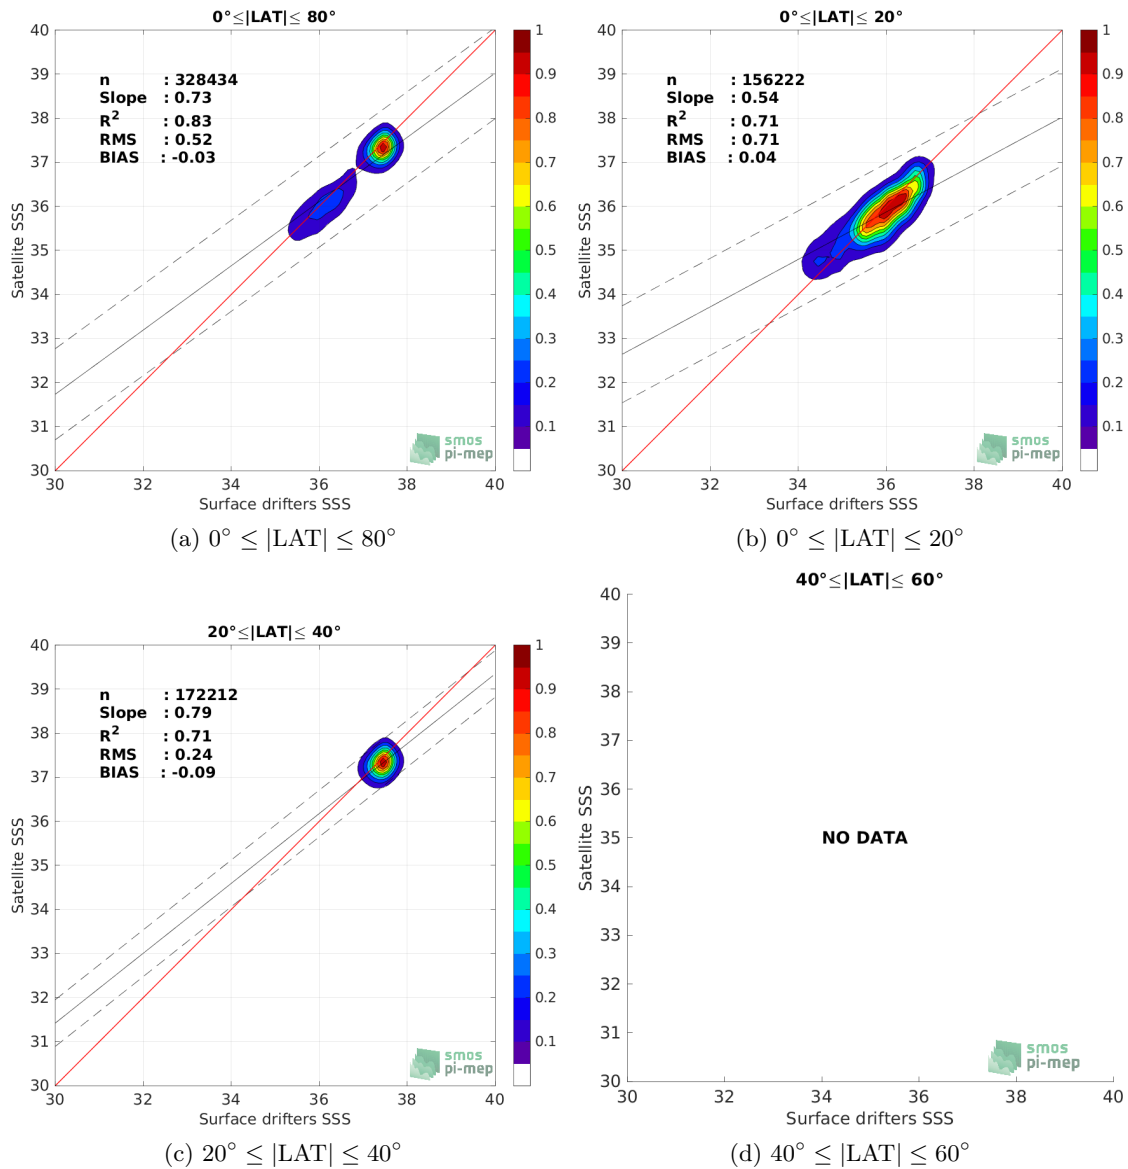 0°≤|LAT|≤ 80°
40
39
38
37
36
35
34
33
32
31
30
Satellite SSS
n : 328434
Slope : 0.73
R² : 0.83
RMS : 0.52
BIAS : -0.03
smos
pi-mep
30 32 34 36 38 40
Surface drifters SSS
1
0.9
0.8
0.7
0.6
0.5
0.4
0.3
0.2
0.1
(a) 0° ≤ |LAT| ≤ 80°
0°≤|LAT|≤ 20°
40
39
38
37
36
35
34
33
32
31
30
Satellite SSS
n : 156222
Slope : 0.54
R² : 0.71
RMS : 0.71
BIAS : 0.04
smos
pi-mep
30 32 34 36 38 40
Surface drifters SSS
1
0.9
0.8
0.7
0.6
0.5
0.4
0.3
0.2
0.1
(b) 0° ≤ |LAT| ≤ 20°
20°≤|LAT|≤ 40°
40
39
38
37
36
35
34
33
32
31
30
Satellite SSS
n : 172212
Slope : 0.79
R² : 0.71
RMS : 0.24
BIAS : -0.09
smos
pi-mep
30 32 34 36 38 40
Surface drifters SSS
1
0.9
0.8
0.7
0.6
0.5
0.4
0.3
0.2
0.1
(c) 20° ≤ |LAT| ≤ 40°
40°≤|LAT|≤ 60°
40
39
38
37
36
35
34
33
32
31
30
Satellite SSS
NO DATA
smos
pi-mep
30 32 34 36 38 40
Surface drifters SSS
(d) 40° ≤ |LAT| ≤ 60°